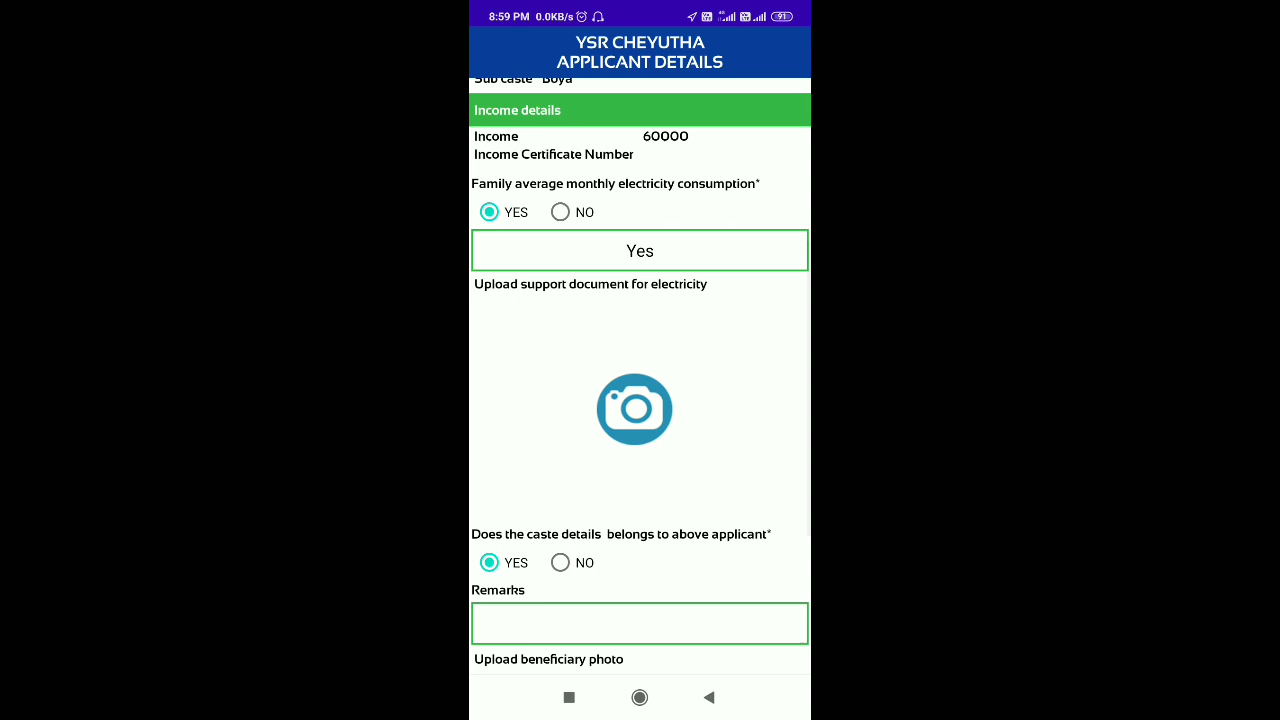 8:59 PM 0.0KB/s 4G 91
YSR CHEYUTHA
APPLICANT DETAILS
Sub caste Boya
Income details
Income 60000
Income Certificate Number
Family average monthly electricity consumption*
YES NO
Yes
Upload support document for electricity
Does the caste details belongs to above applicant*
YES NO
Remarks
Upload beneficiary photo